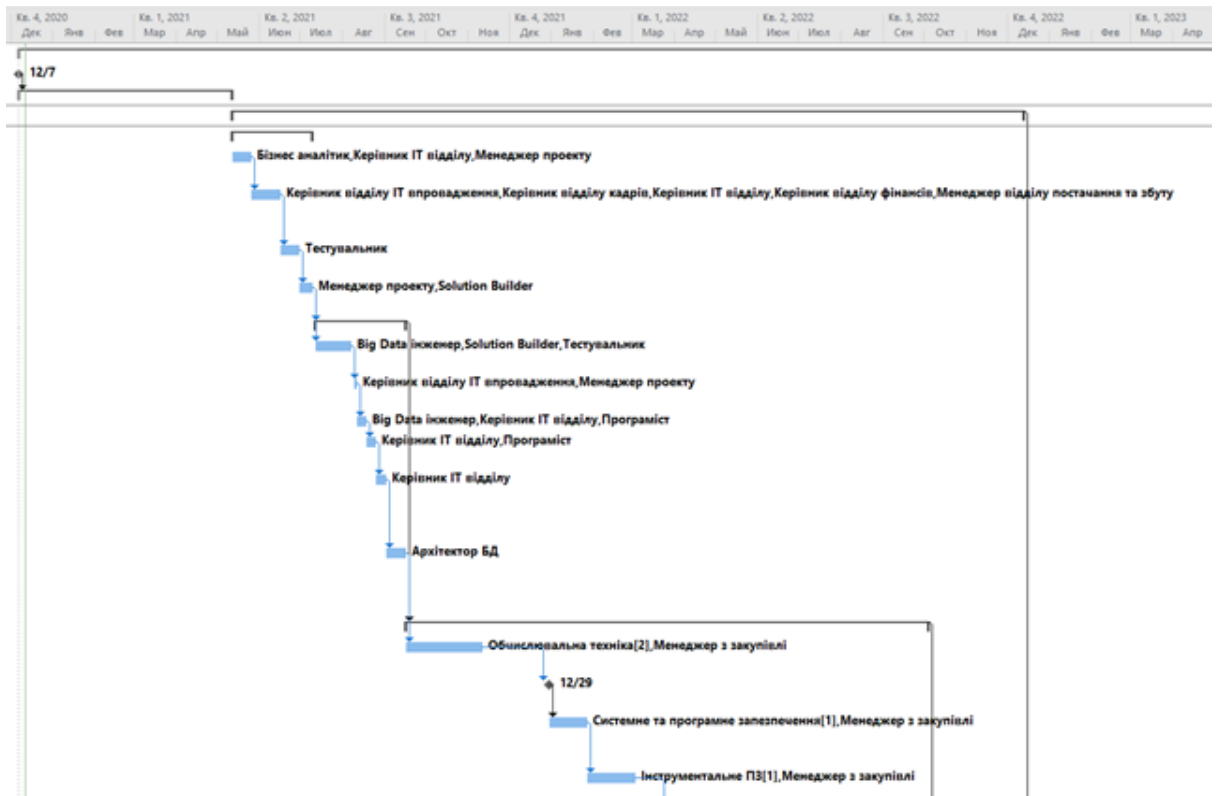 Кв. 4, 2020 Кв. 1, 2021 Кв. 2, 2021 Кв. 3, 2021 Кв. 4, 2021 Кв. 1, 2022 Кв. 2, 2022 Кв. 3, 2022 Кв. 4, 2022 Кв. 1, 2023
Дек Янв Фев Мар Апр Май Июн Июл Авг Сен Окт Ноя Дек Янв Фев Мар Апр Май Июн Июл Авг Сен Окт Ноя Дек Янв Фев Мар Апр
12/7
Бізнес аналітик,Керівник ІТ відділу,Менеджер проекту
Керівник відділу ІТ впровадження,Керівник відділу кадрів,Керівник ІТ відділу,Керівник відділу фінансів,Менеджер відділу постачання та збуту
Тестувальник
Менеджер проекту,Solution Builder
Big Data інженер,Solution Builder,Тестувальник
Керівник відділу ІТ впровадження,Менеджер проекту
Big Data інженер,Керівник ІТ відділу,Програміст
Керівник ІТ відділу,Програміст
Керівник ІТ відділу
Архітектор БД
Обчислювальна техніка[2],Менеджер з закупівлі
12/29
Системне та програмне запезпечення[1],Менеджер з закупівлі
Інструментальне ПЗ[1],Менеджер з закупівлі